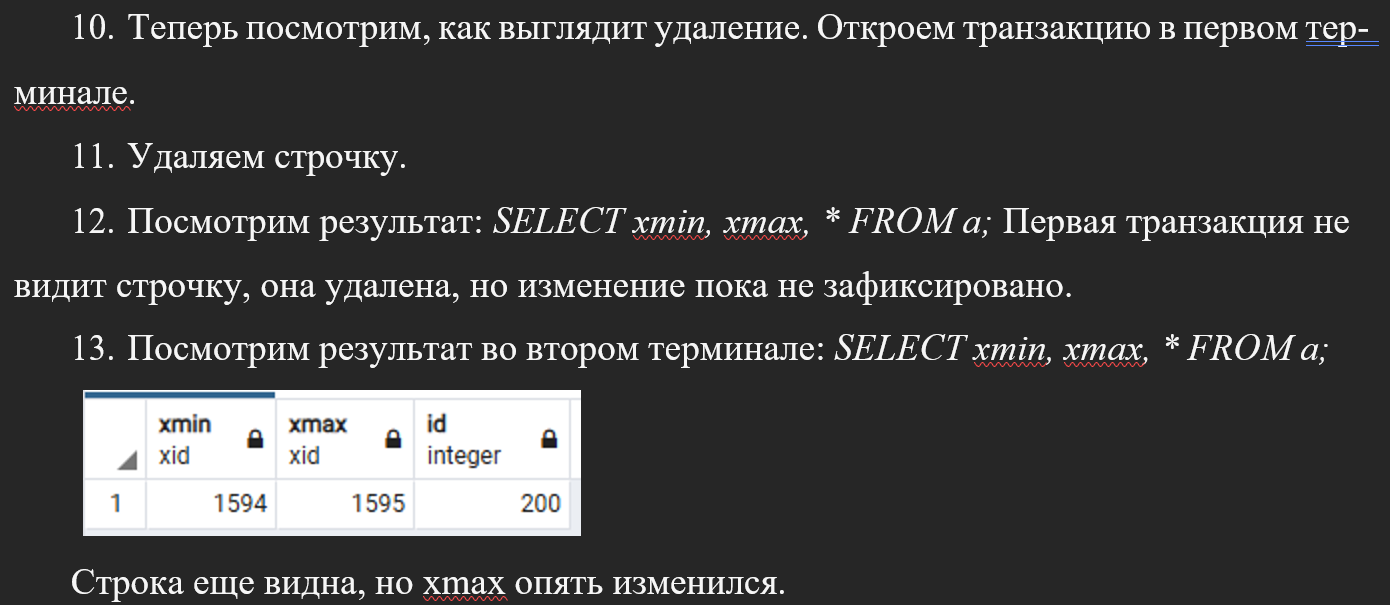 10. Теперь посмотрим, как выглядит удаление. Откроем транзакцию в первом тер-
минале.
11. Удаляем строчку.
12. Посмотрим результат: SELECT xmin, xmax, * FROM a; Первая транзакция не
видит строчку, она удалена, но изменение пока не зафиксировано.
13. Посмотрим результат во втором терминале: SELECT xmin, xmax, * FROM a;
xmin xmax id
xid xid integer
1 1594 1595 200
Строка еще видна, но xmax опять изменился.